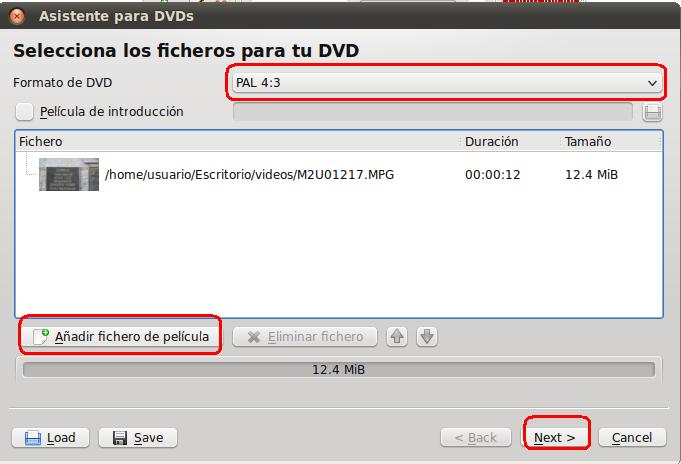 Asistente para DVDs
Selecciona los ficheros para tu DVD
Formato de DVD
PAL 4:3
Película de introducción
Fichero Duración Tamaño
/home/usuario/Escritorio/videos/M2U01217.MPG 00:00:12 12.4 MiB
Añadir fichero de película Eliminar fichero
12.4 MiB
Load Save < Back Next > Cancel